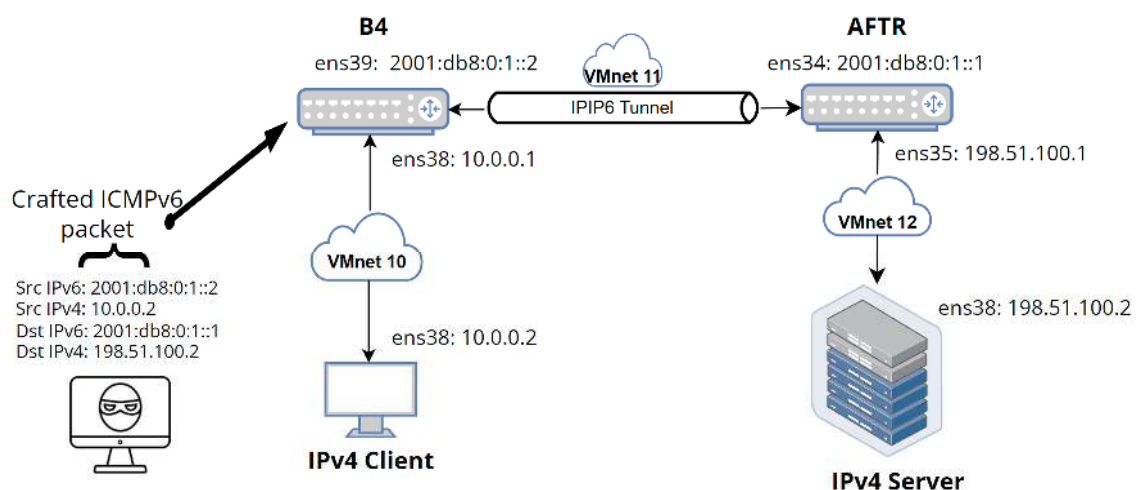 B4
AFTR
ens39: 2001:db8:0:1::2
VMnet 11
ens34: 2001:db8:0:1::1
IPIP6 Tunnel
ens38: 10.0.0.1
ens35: 198.51.100.1
Crafted ICMPv6
packet
VMnet 10
VMnet 12
Src IPv6: 2001:db8:0:1::2
Src IPv4: 10.0.0.2
Dst IPv6: 2001:db8:0:1::1
Dst IPv4: 198.51.100.2
ens38: 10.0.0.2
ens38: 198.51.100.2
IPv4 Client
IPv4 Server